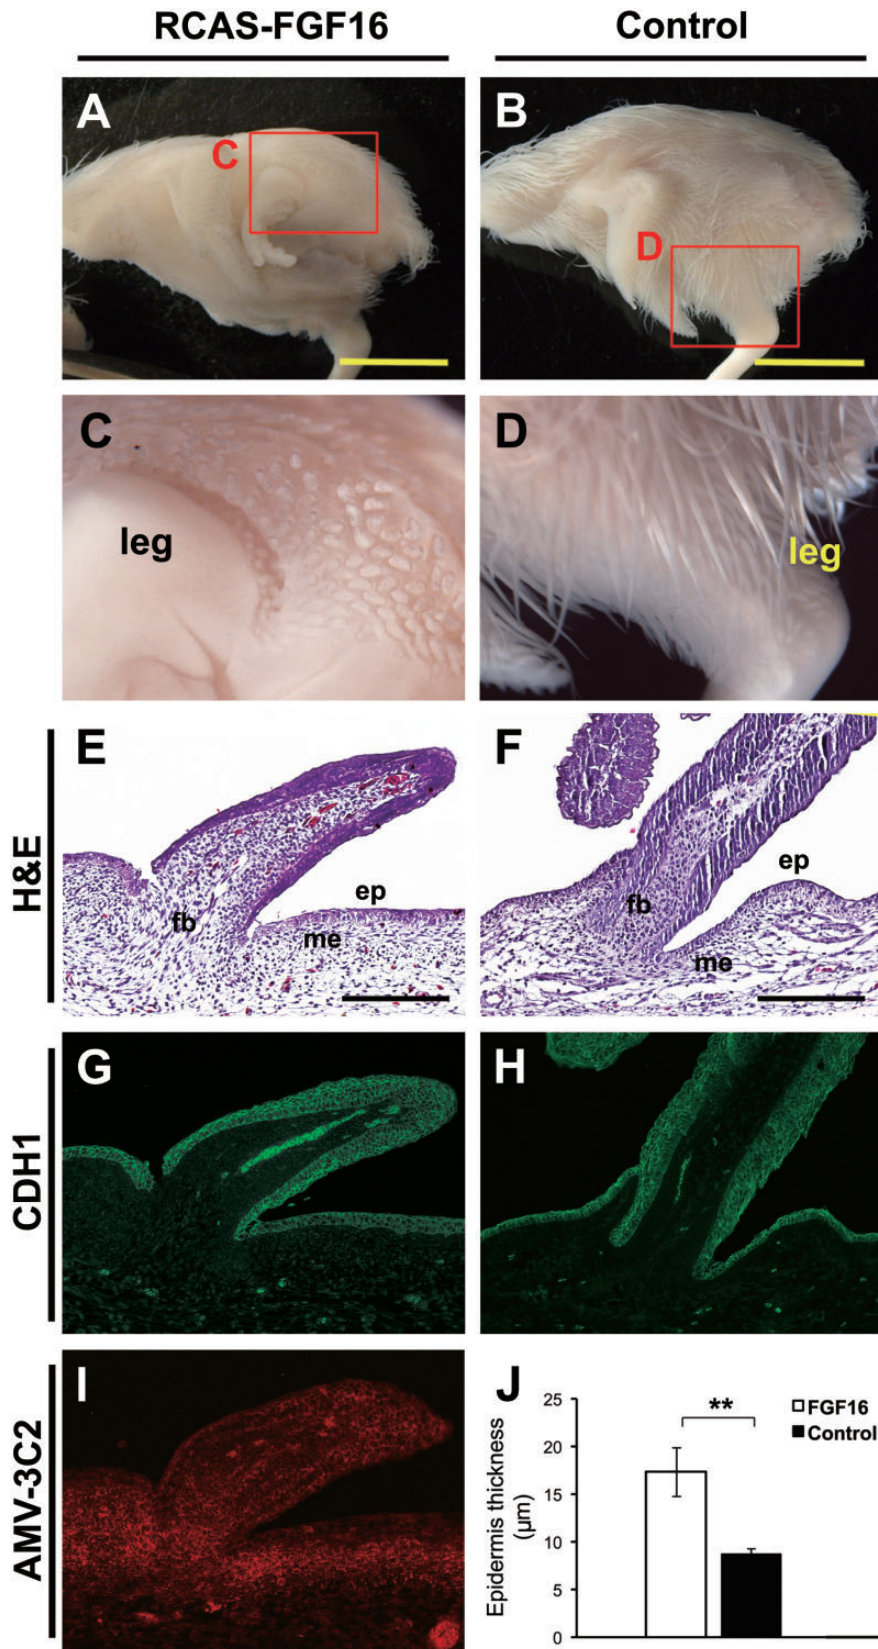 RCAS-FGF16 Control
A B
C
D
C D
leg leg
H&E
E F
fb ep me
fb ep me
CDH1
G H
AMV-3C2
I
J
Epidermis thickness
(µm)
25
20
15
10
5
0
**
FGF16
Control